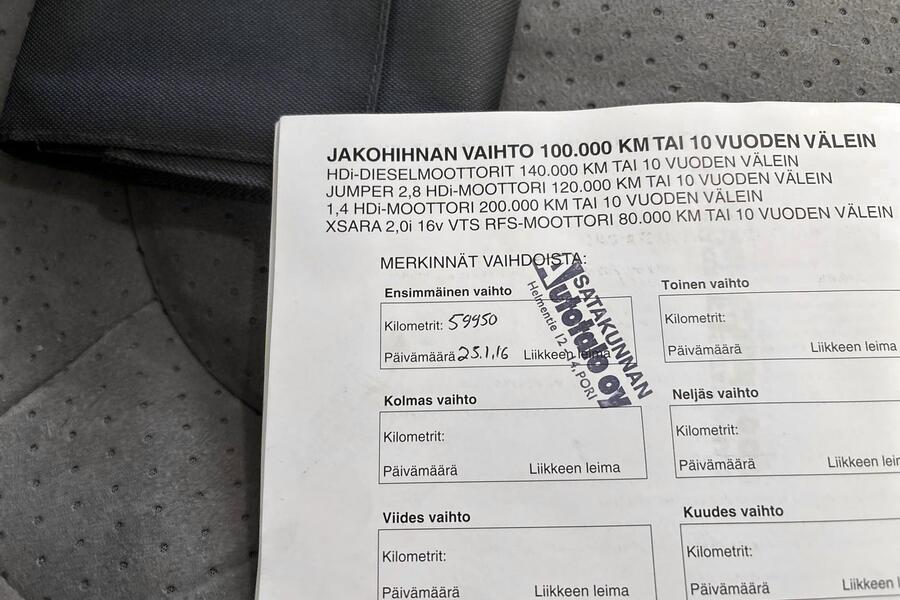 JAKOHIHNAN VAIHTO 100.000 KM TAI 10 VUODEN VÄLEIN
HDi-DIESELMOOTTORIT 140.000 KM TAI 10 VUODEN VÄLEIN
JUMPER 2,8 HDi-MOOTTORI 120.000 KM TAI 10 VUODEN VÄLEIN
1,4 HDi-MOOTTORI 200.000 KM TAI 10 VUODEN VÄLEIN
XSARA 2,0i 16v VTS RFS-MOOTTORI 80.000 KM TAI 10 VUODEN VÄLEIN
MERKINNÄT VAIHDOISTA:
Ensimmäinen vaihto
Kilometrit: 59950
Päivämäärä 25.1.16 Liikkeen leima
SATAKUNNAN
Autotalo oy
Helmentie 12 PORI
Toinen vaihto
Kilometrit:
Päivämäärä Liikkeen leima
Kolmas vaihto
Kilometrit:
Päivämäärä Liikkeen leima
Neljäs vaihto
Kilometrit:
Päivämäärä Liikkeen
Viides vaihto
Kilometrit:
Päivämäärä Liikkeen leima
Kuudes vaihto
Kilometrit:
Päivämäärä Liikkeen